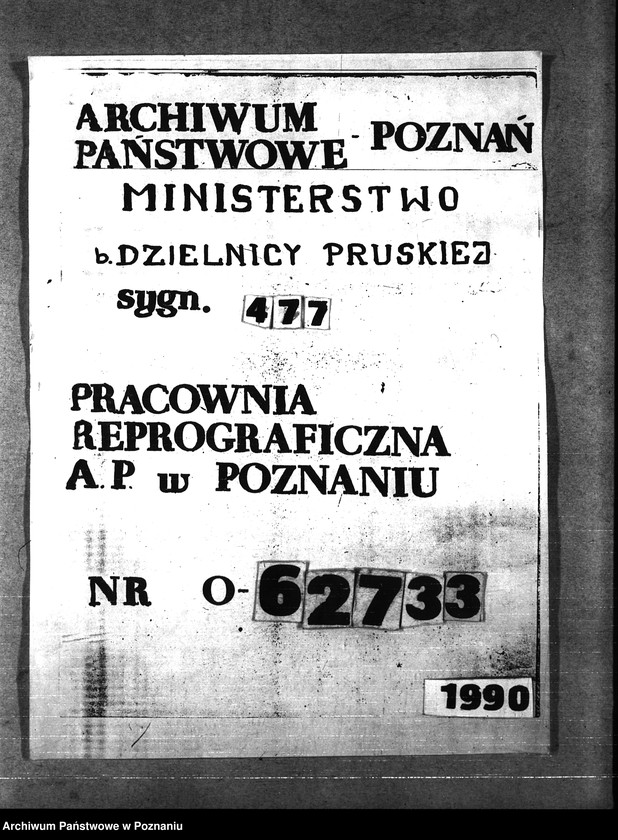 ARCHIWUM
PAŃSTWOWE - POZNAŃ
MINISTERSTWO
b. DZIELNICY PRUSKIEJ
sygn. 477
PRACOWNIA
REPROGRAFICZNA
A.P. w POZNANIU
NR O-62733
1990
Archiwum Państwowe w Poznaniu